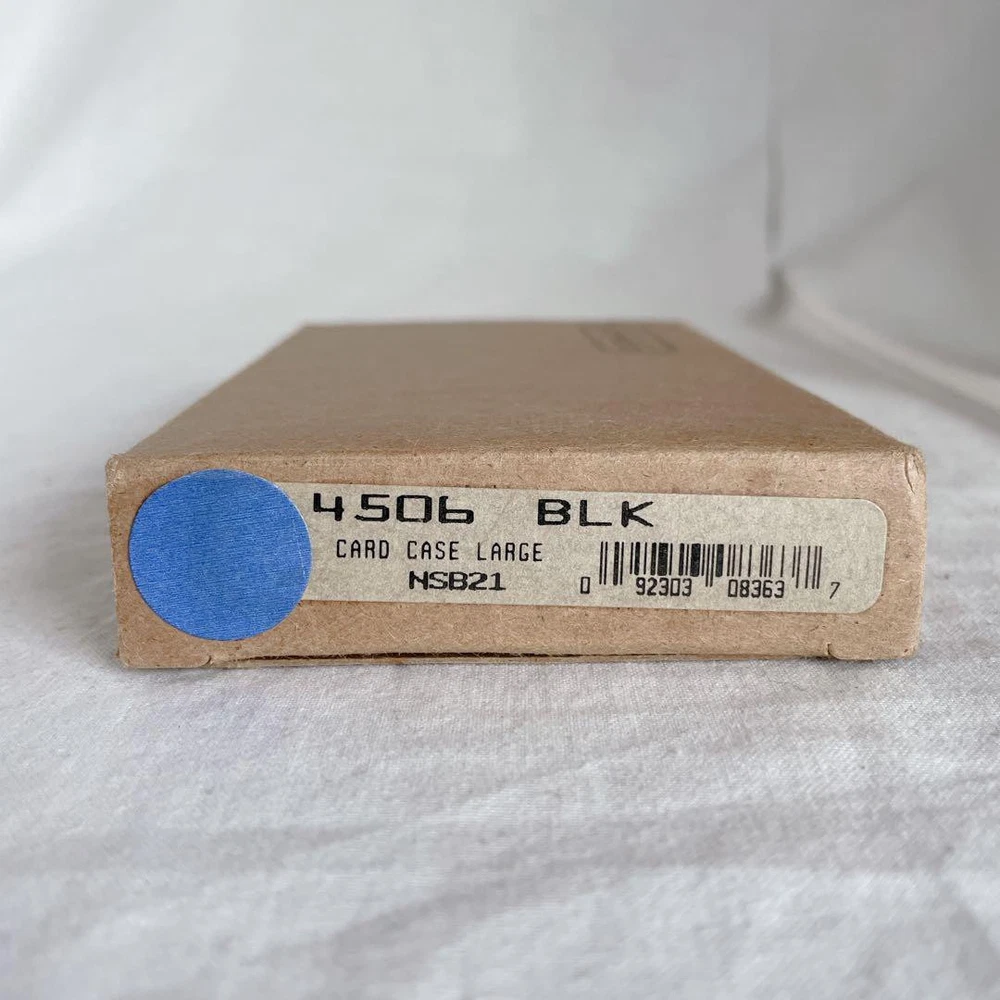 4506 BLK
CARD CASE LARGE
NSB21
0 92303 08363 7